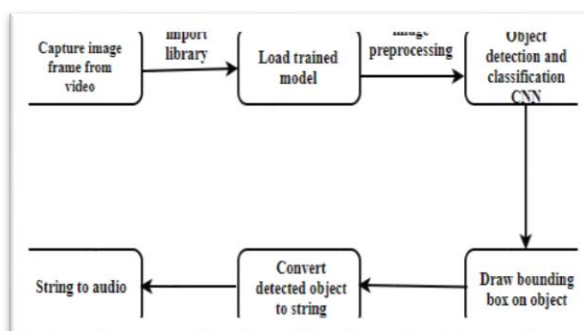 Capture image
frame from
video
import
library
Load trained
model
image
preprocessing
Object
detection and
classification
CNN
Draw bounding
box on object
Convert
detected object
to string
String to audio